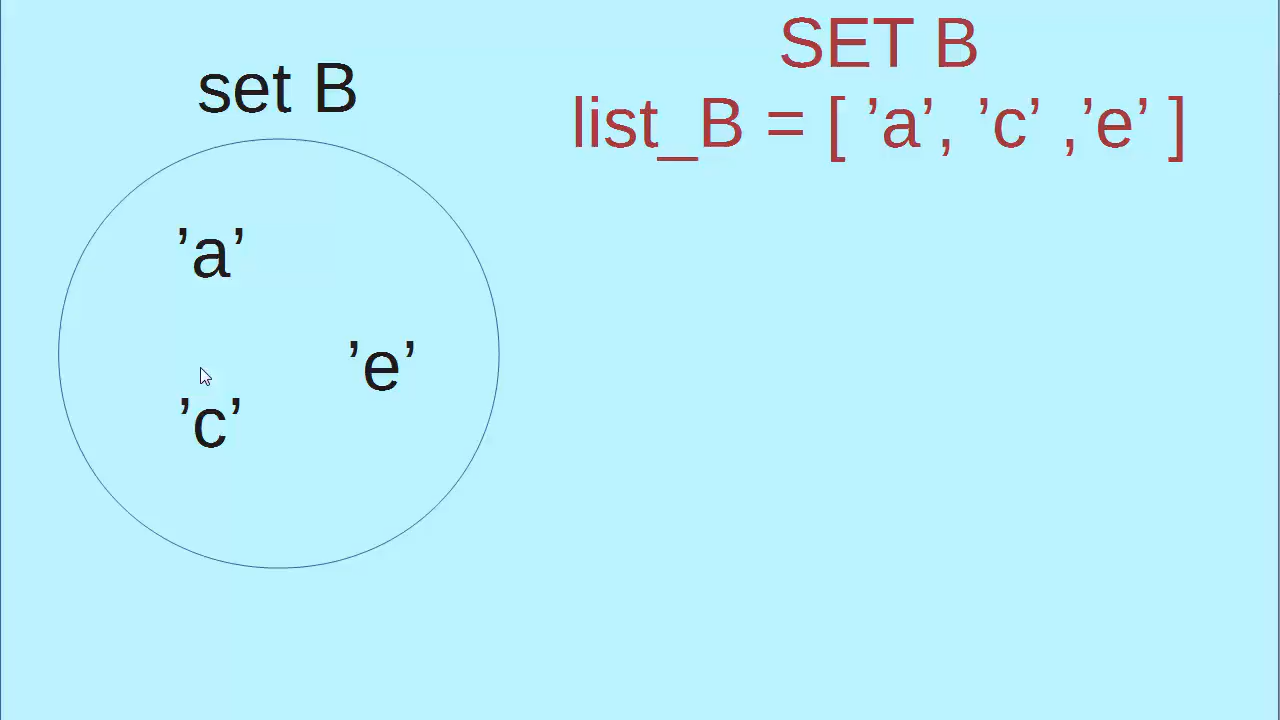 set B
’a’
’e’
’c’
SET B
list_B = [ ’a’, ’c’ ,’e’ ]